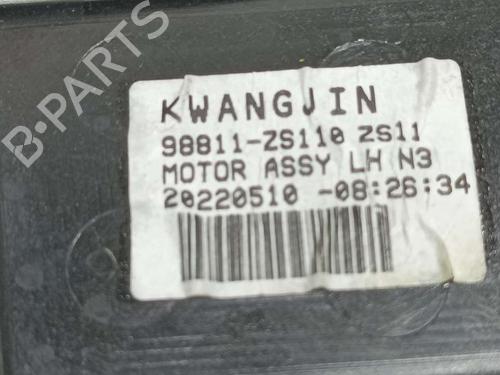 B-PARTS
KWANGJIN
98811-ZS110 ZS11
MOTOR ASSY LH N3
20220510 -08:26:34